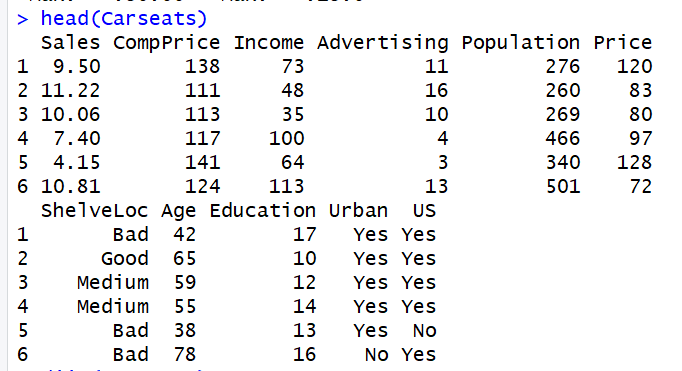 > head(Carseats)
Sales CompPrice Income Advertising Population Price
1 9.50 138 73 11 276 120
2 11.22 111 48 16 260 83
3 10.06 113 35 10 269 80
4 7.40 117 100 4 466 97
5 4.15 141 64 3 340 128
6 10.81 124 113 13 501 72
ShelveLoc Age Education Urban US
1 Bad 42 17 Yes Yes
2 Good 65 10 Yes Yes
3 Medium 59 12 Yes Yes
4 Medium 55 14 Yes Yes
5 Bad 38 13 Yes No
6 Bad 78 16 No Yes